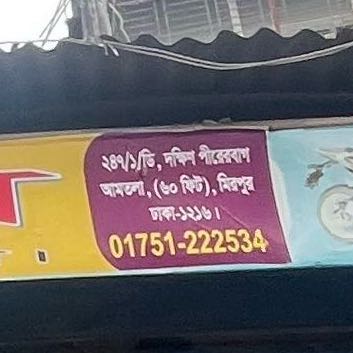 ২৪৭/১/ডি, দক্ষিন পীরেরবাগ
আমতলা, (৬০ ফিট), মিরপুর
ঢাকা-১২১৬।
01751-222534